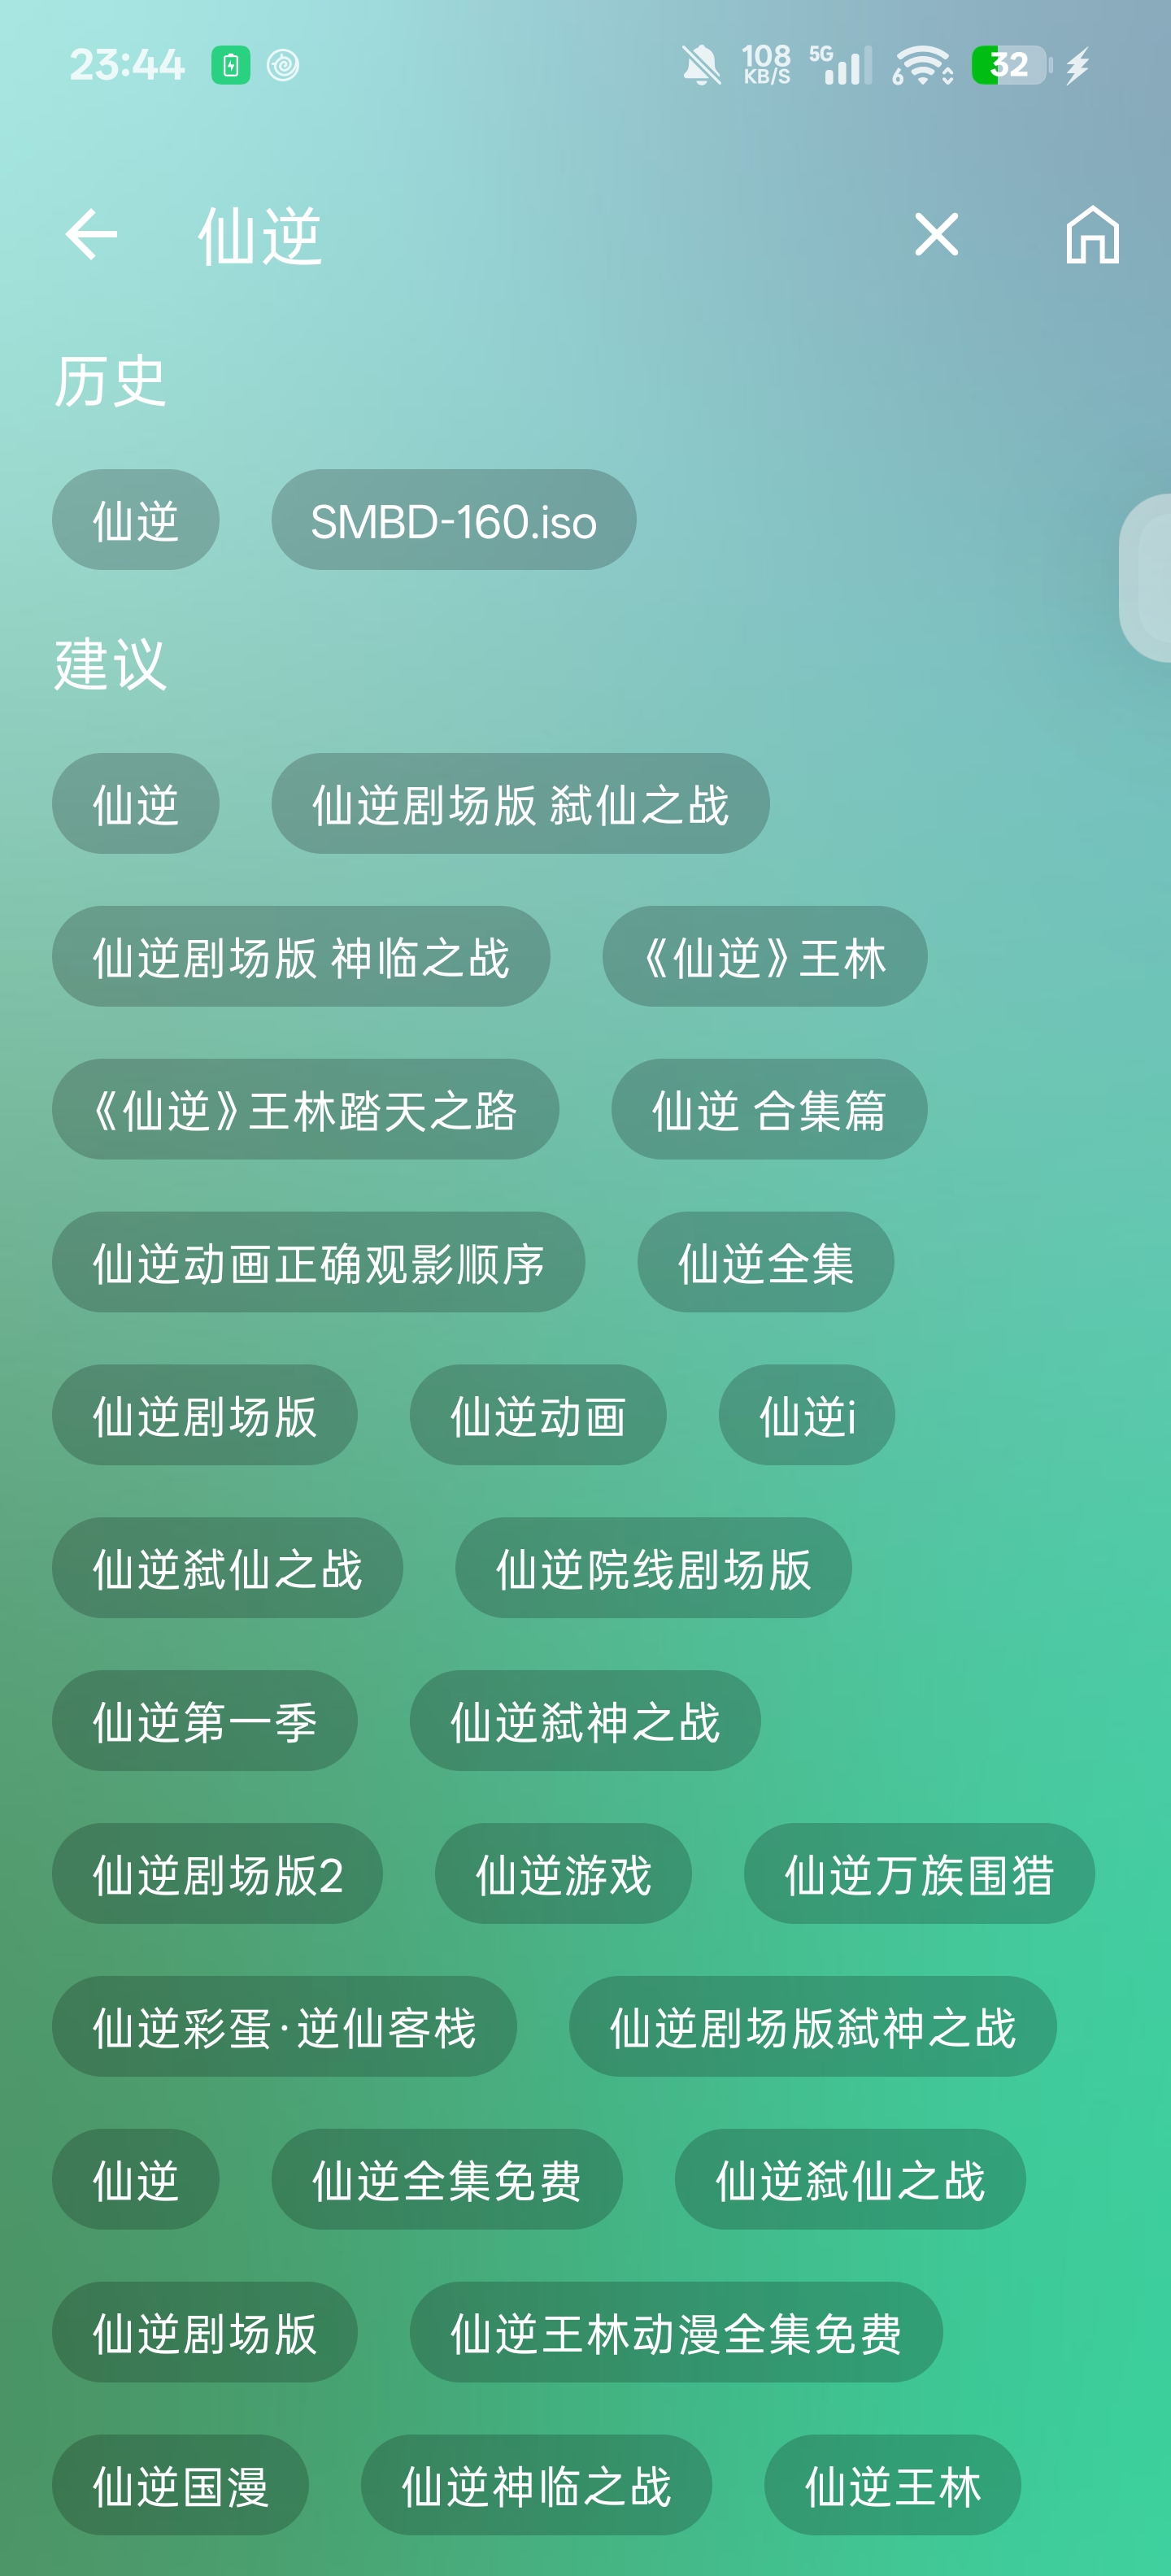 23:44 108 KB/S 5G 6 32
仙逆
历史
仙逆 SMBD-160.iso
建议
仙逆 仙逆剧场版 弑仙之战
仙逆剧场版 神临之战 《仙逆》王林
《仙逆》王林踏天之路 仙逆 合集篇
仙逆动画正确观影顺序 仙逆全集
仙逆剧场版 仙逆动画 仙逆i
仙逆弑仙之战 仙逆院线剧场版
仙逆第一季 仙逆弑神之战
仙逆剧场版2 仙逆游戏 仙逆万族围猎
仙逆彩蛋·逆仙客栈 仙逆剧场版弑神之战
仙逆 仙逆全集免费 仙逆弑仙之战
仙逆剧场版 仙逆王林动漫全集免费
仙逆国漫 仙逆神临之战 仙逆王林